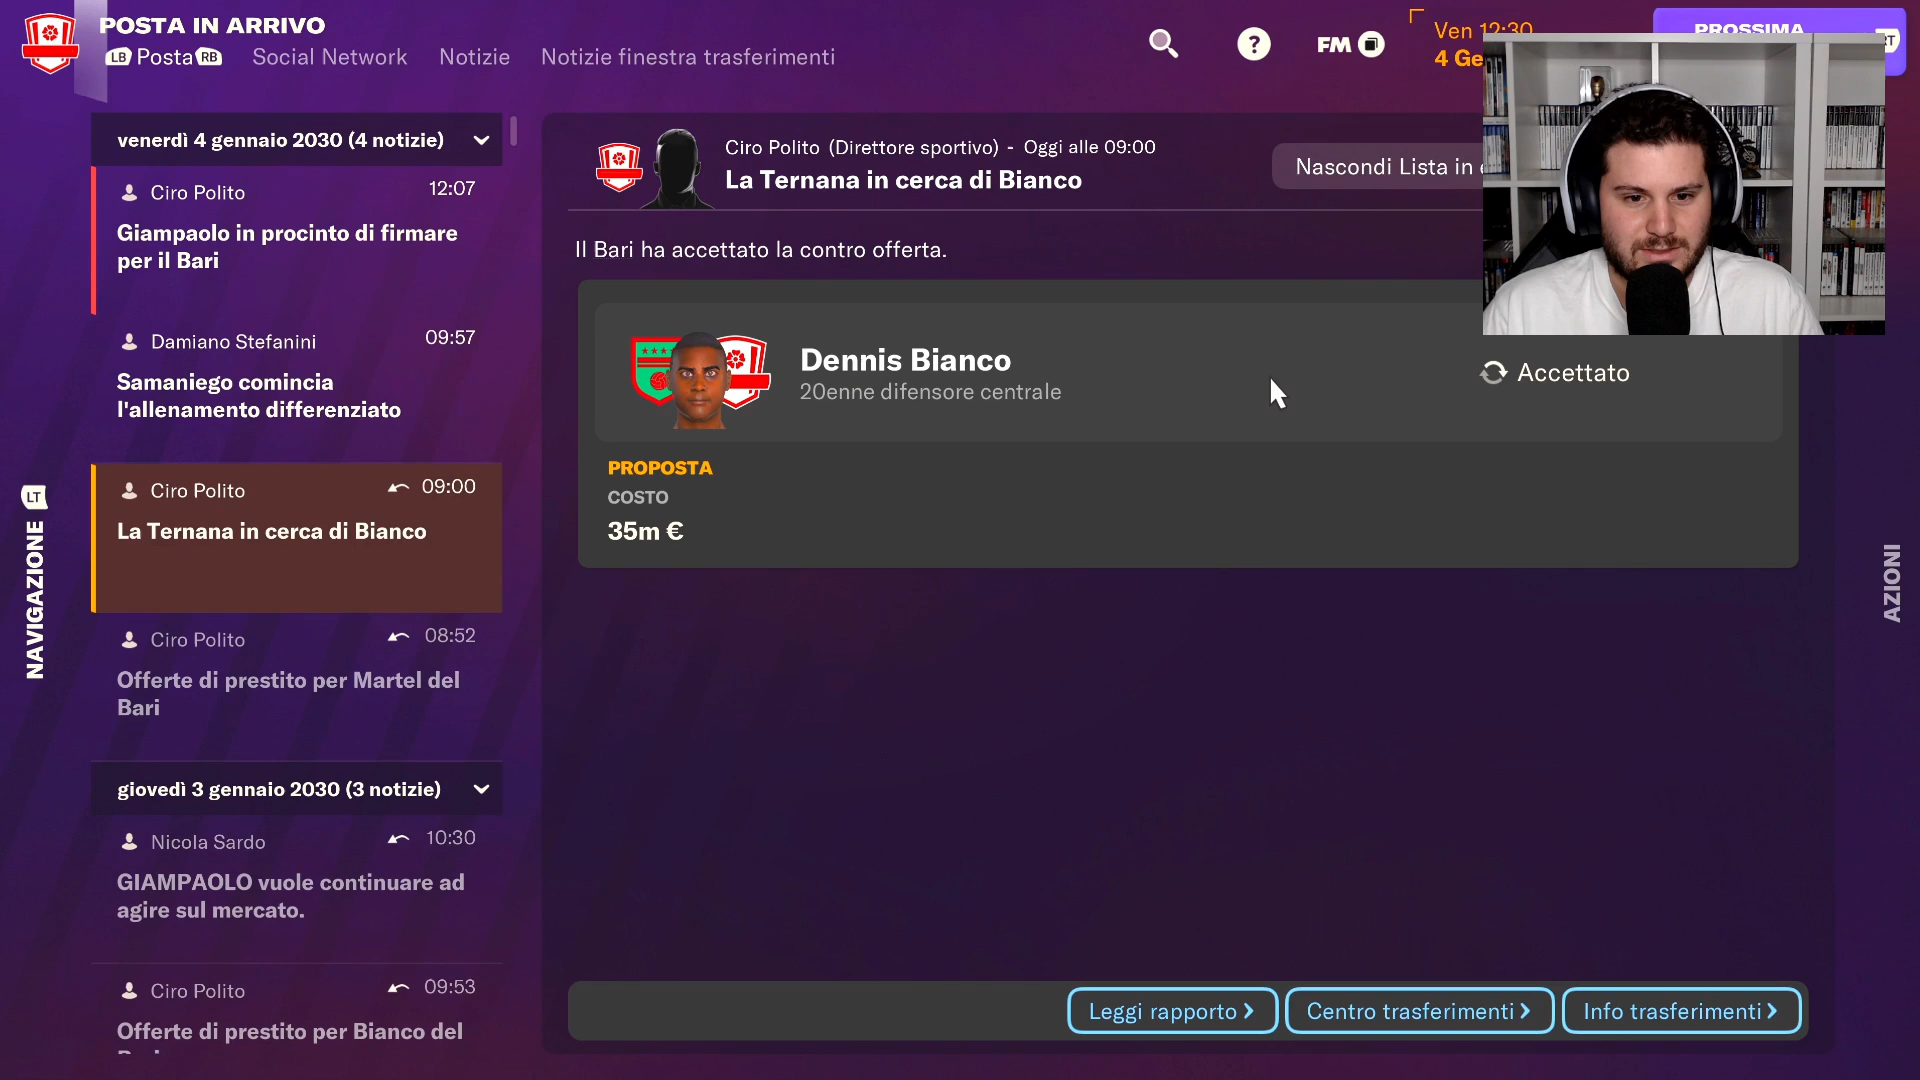 POSTA IN ARRIVO
LB Posta RB Social Network Notizie Notizie finestra trasferimenti
? FM
Ven 12:30
4 Ge
PROSSIMA
RT
venerdì 4 gennaio 2030 (4 notizie)
Ciro Polito 12:07
Giampaolo in procinto di firmare
per il Bari
Damiano Stefanini 09:57
Samaniego comincia
l'allenamento differenziato
Ciro Polito 09:00
La Ternana in cerca di Bianco
Ciro Polito 08:52
Offerte di prestito per Martel del
Bari
giovedì 3 gennaio 2030 (3 notizie)
Nicola Sardo 10:30
GIAMPAOLO vuole continuare ad
agire sul mercato.
Ciro Polito 09:53
Offerte di prestito per Bianco del
LT
NAVIGAZIONE
Ciro Polito (Direttore sportivo) - Oggi alle 09:00
La Ternana in cerca di Bianco
Nascondi Lista in
Il Bari ha accettato la contro offerta.
Dennis Bianco
20enne difensore centrale
Accettato
PROPOSTA
COSTO
35m €
AZIONI
Leggi rapporto
Centro trasferimenti
Info trasferimenti